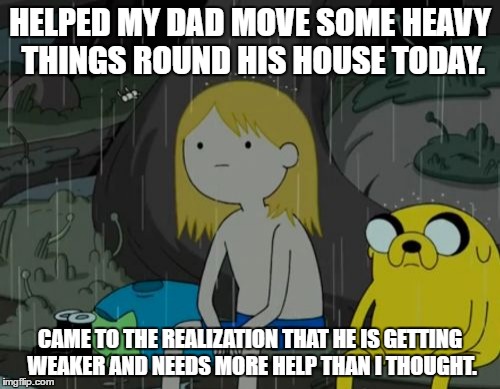 HELPED MY DAD MOVE SOME HEAVY
THINGS ROUND HIS HOUSE TODAY.
CAME TO THE REALIZATION THAT HE IS GETTING
WEAKER AND NEEDS MORE HELP THAN I THOUGHT.
imgflip.com